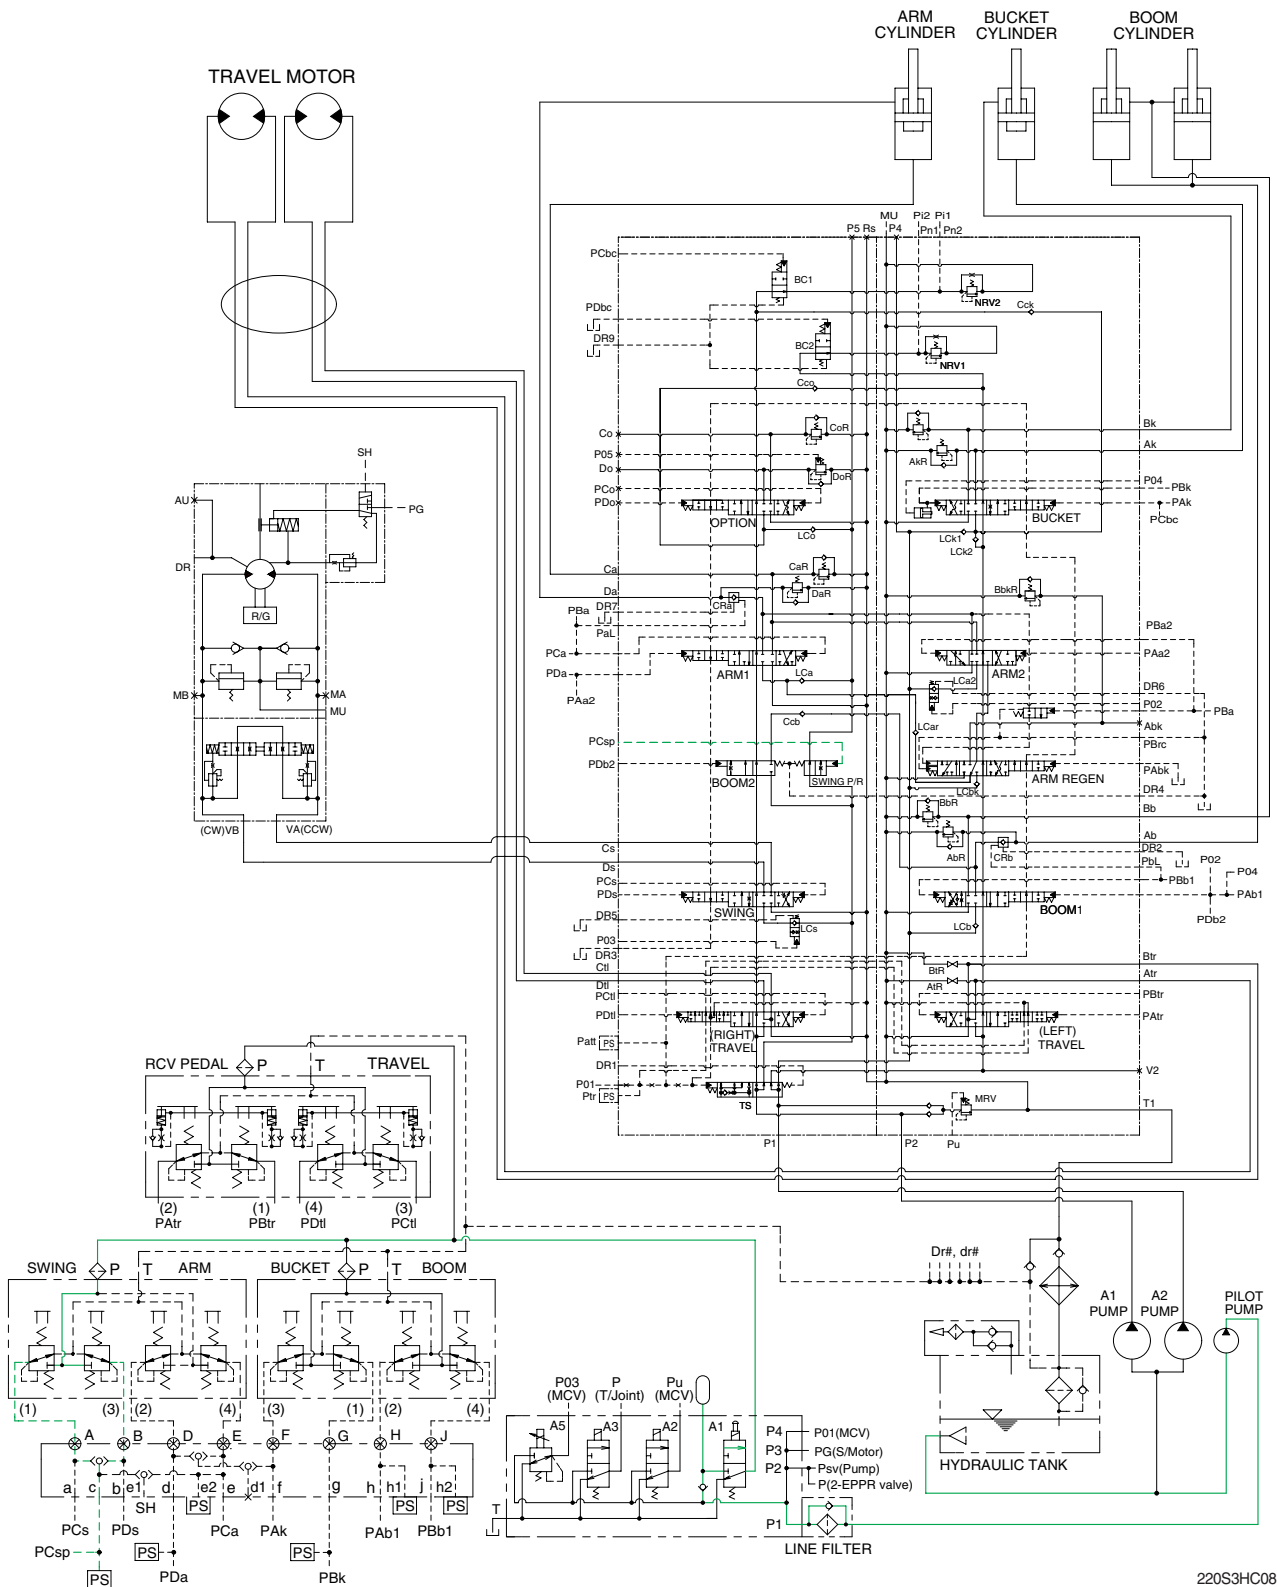 ARM
CYLINDER
BUCKET
CYLINDER
BOOM
CYLINDER
TRAVEL MOTOR
MU
Pi2 Pi1
P5 Rs
P4
Pn1
Pn2
PCbc
BC1
NRV2
Cck
PDbc
DR9
BC2
NRV1
Cco
Co
CoR
Bk
P05
Ak
Do
DoR
AkR
PCo
P04
PBk
PDo
PAk
OPTION
BUCKET
PCbc
LCo
LCk1
LCk2
SH
AU
PG
DR
R/G
MB
MA
MU
(CW)VB
VA(CCW)
Ca
CaR
Da
DaR
BbkR
CRa
PBa
DR7
PaL
PBa2
PCa
PAa2
PDa
ARM1
ARM2
LCa
LCa2
DR6
PAa2
P02
PBa
Ccb
LCar
Abk
PCsp
PBrc
PDb2
PAbk
BOOM2
SWING P/R
ARM REGEN
LCbk
DR4
BbR
Bb
Cs
AbR
CRb
Ab
DR2
Ds
PbL
P02
PCs
PBb1
P04
PDs
PAb1
SWING
BOOM1
PDb2
DR5
LCs
LCb
P03
DR3
Ctl
Btr
BtR
Atr
Dtl
AtR
PCtl
PBtr
PDtl
PAtr
(RIGHT)
TRAVEL
(LEFT)
TRAVEL
Patt PS
DR1
V2
P01
Ptr PS
TS
MRV
T1
P1
P2
Pu
RCV PEDAL
P
T
TRAVEL
(2)
(1)
(4)
(3)
PAtr
PBtr
PDtl
PCtl
SWING
P
T
ARM
BUCKET
P
T
BOOM
(1)
(3)
(2)
(4)
(3)
(1)
(2)
(4)
A
B
D
E
F
G
H
J
a
c
b
e1
d
e2
e
d1
f
g
h
h1
j
h2
SH
PS
PS
PS
PCs
PDs
PCa
PAk
PAb1
PBb1
PCsp
PS
PS
PS
PDa
PBk
P03
(MCV)
P
(T/Joint)
Pu
(MCV)
A5
A3
A2
A1
P4
P01(MCV)
P3
PG(S/Motor)
P2
Psv(Pump)
P(2-EPPR valve)
T
P1
LINE FILTER
Dr#, dr#
A1
PUMP
A2
PUMP
PILOT
PUMP
HYDRAULIC TANK
220S3HC08